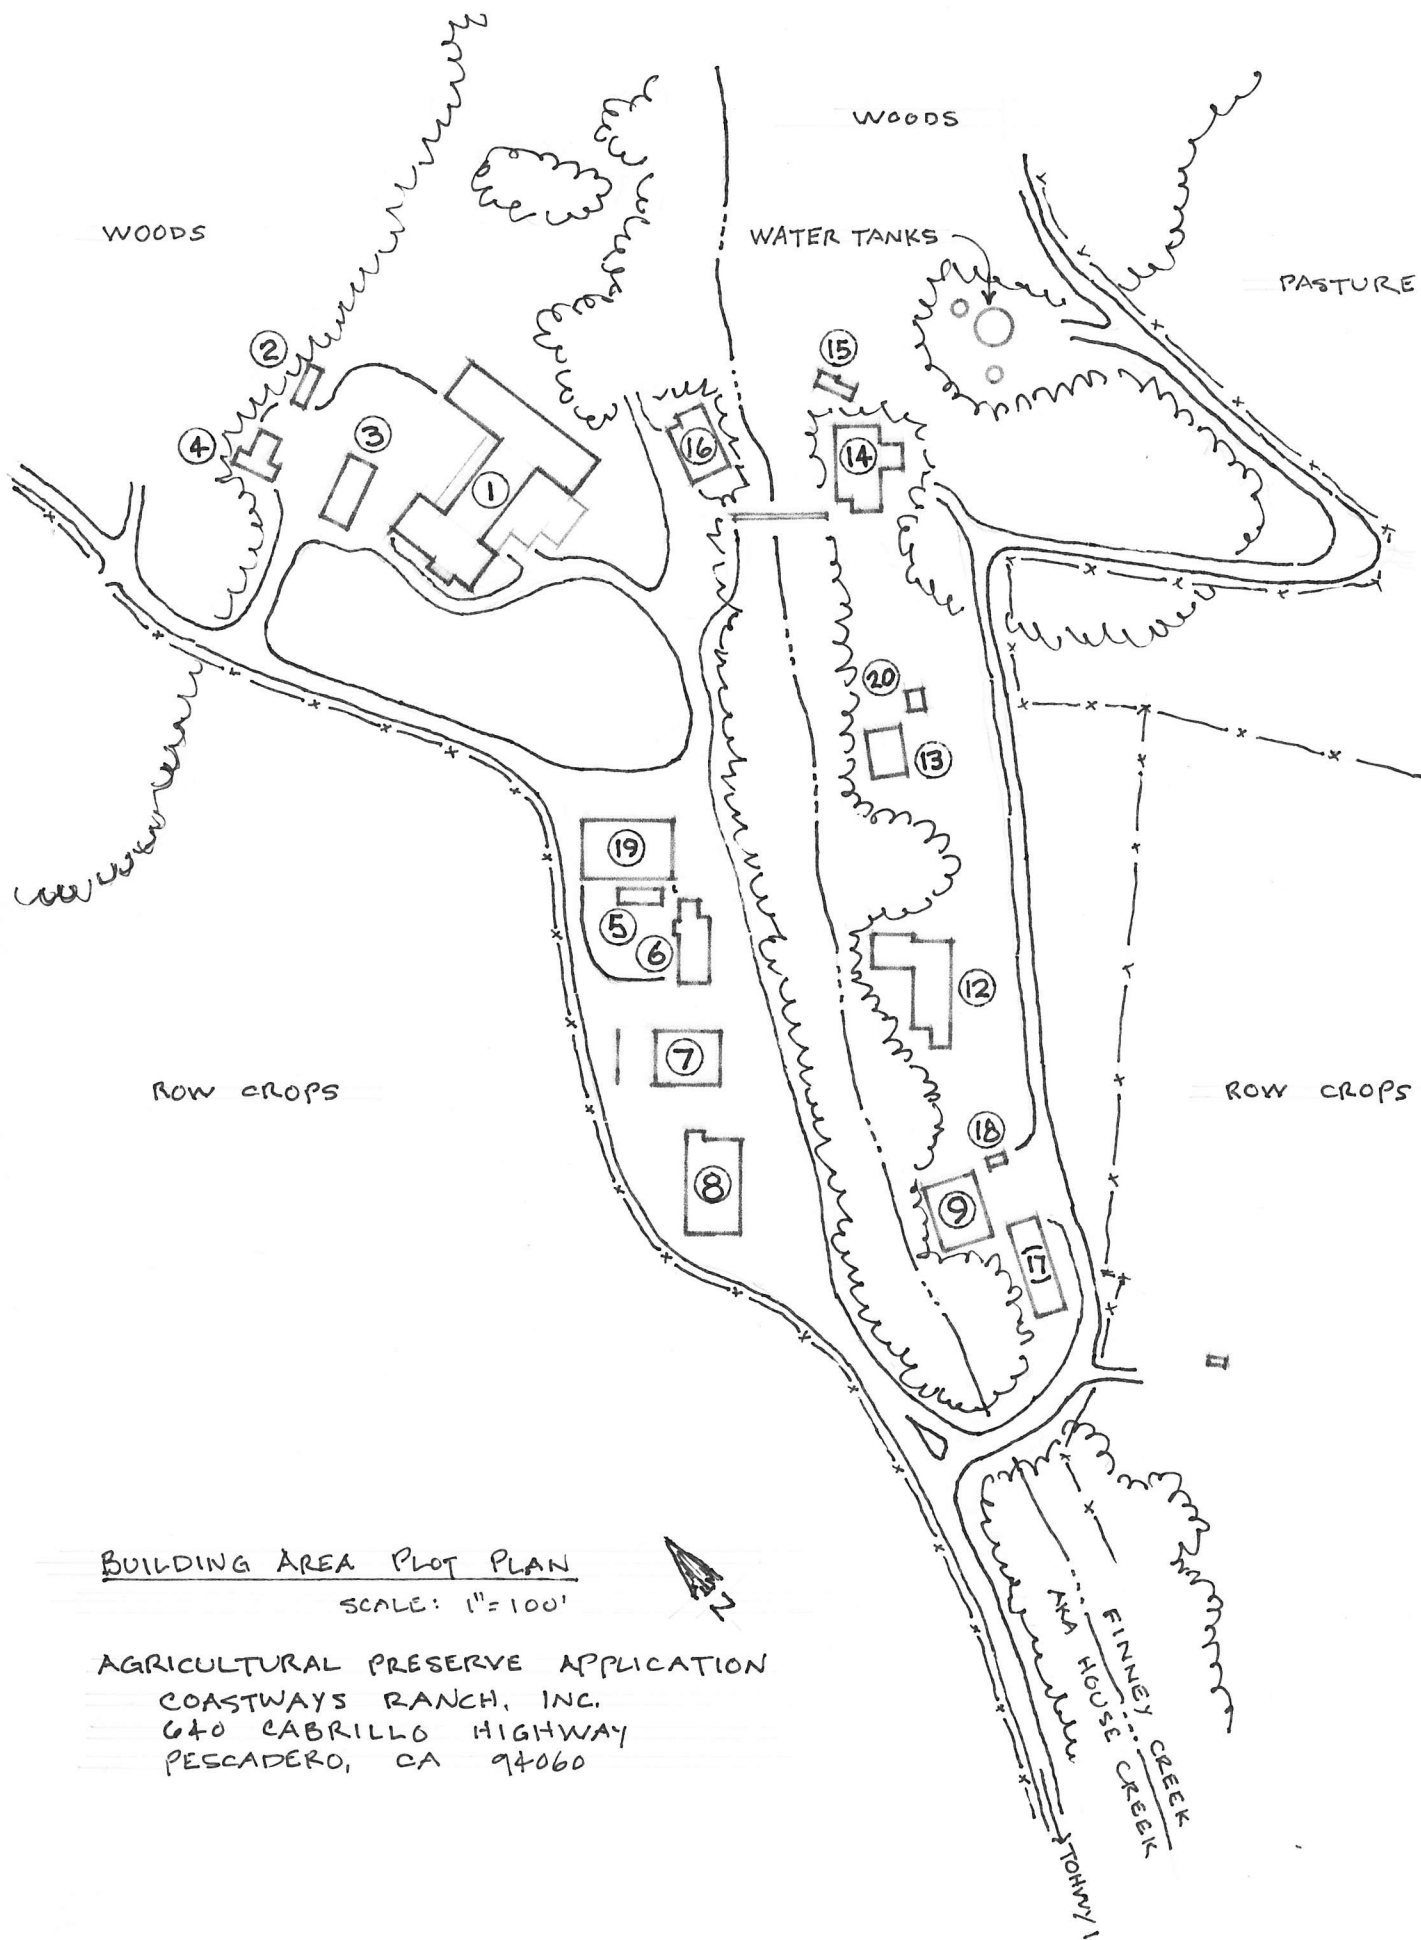 WOODS
WOODS
WATER TANKS
PASTURE
2
15
3
4
16
14
1
20
13
19
5
6
12
7
ROW CROPS
ROW CROPS
18
8
9
17
BUILDING AREA PLOT PLAN
SCALE: 1"=100'
N
AGRICULTURAL PRESERVE APPLICATION
COASTWAYS RANCH, INC.
640 CABRILLO HIGHWAY
PESCADERO, CA 94060
FINNEY CREEK
AKA HOUSE CREEK
TO HWY 1